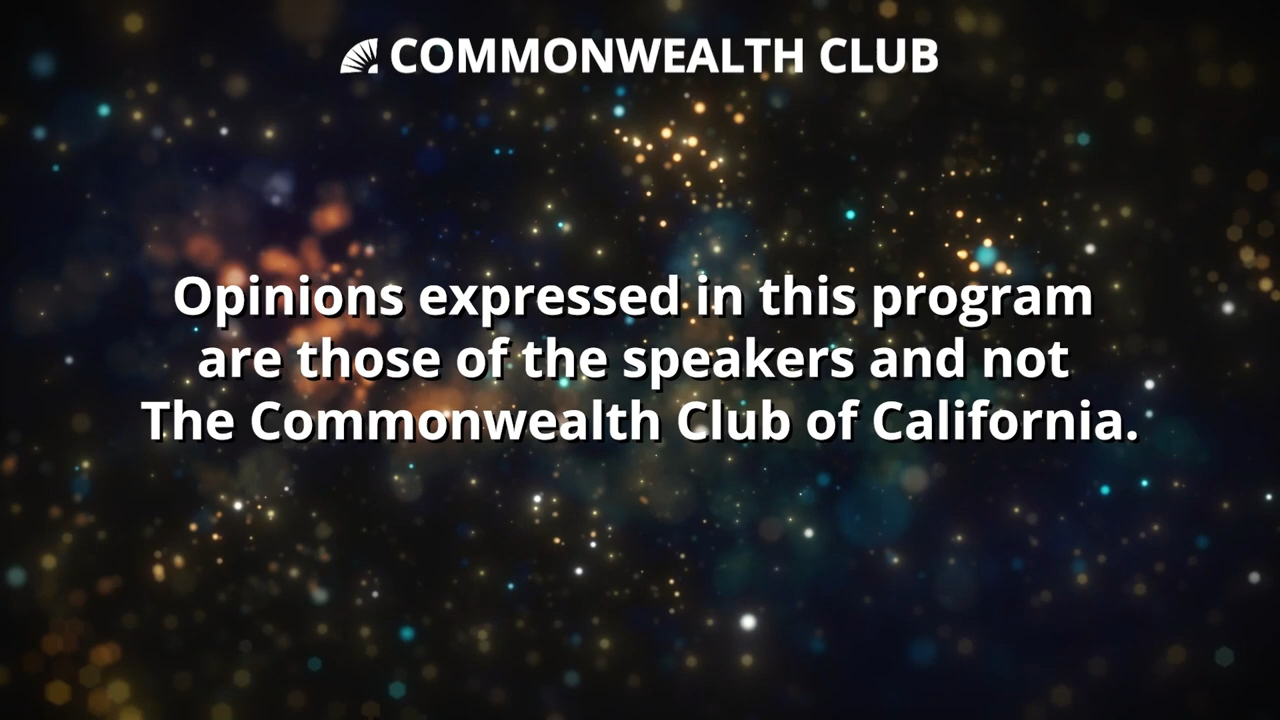 COMMONWEALTH CLUB
Opinions expressed in this program
are those of the speakers and not
The Commonwealth Club of California.